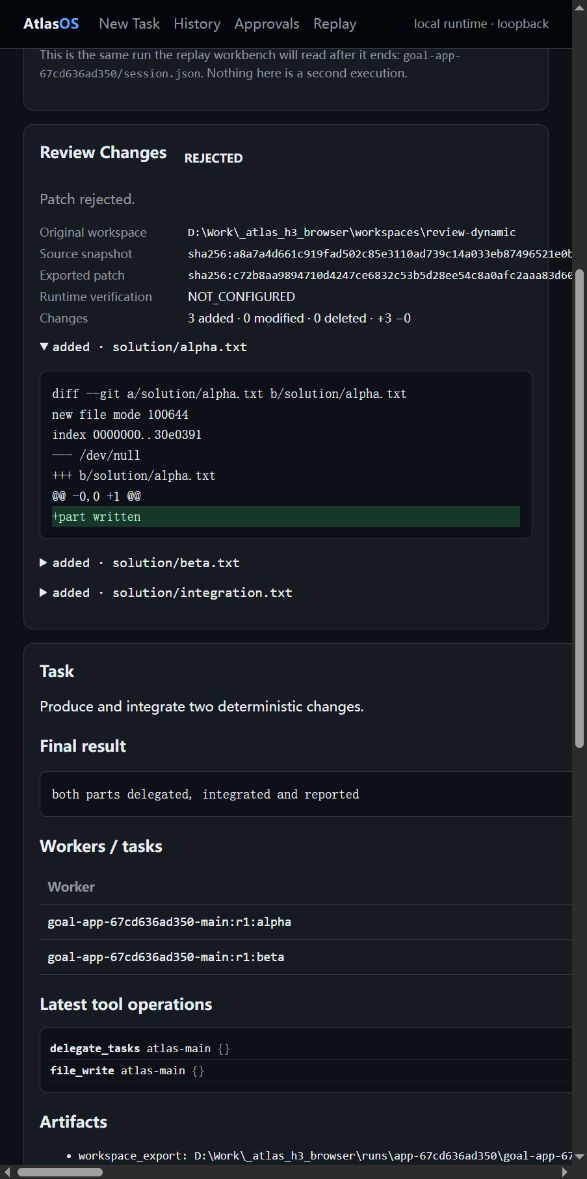 AtlasOS New Task History Approvals Replay local runtime · loopback
This is the same run the replay workbench will read after it ends: goal-app-
67cd636ad350/session.json. Nothing here is a second execution.
Review Changes REJECTED
Patch rejected.
Original workspace D:\Work\_atlas_h3_browser\workspaces\review-dynamic
Source snapshot sha256:a8a7a4d661c919fad502c85e3110ad739c14a033eb87496521e0b
Exported patch sha256:c72b8aa9894710d4247ce6832c53b5d28ee54c8a0afc2aaa83d60
Runtime verification NOT_CONFIGURED
Changes 3 added · 0 modified · 0 deleted · +3 −0
▼ added · solution/alpha.txt
diff --git a/solution/alpha.txt b/solution/alpha.txt
new file mode 100644
index 0000000..30e0391
--- /dev/null
+++ b/solution/alpha.txt
@@ -0,0 +1 @@
+part written
▶ added · solution/beta.txt
▶ added · solution/integration.txt
Task
Produce and integrate two deterministic changes.
Final result
both parts delegated, integrated and reported
Workers / tasks
Worker
goal-app-67cd636ad350-main:r1:alpha
goal-app-67cd636ad350-main:r1:beta
Latest tool operations
delegate_tasks atlas-main {}
file_write atlas-main {}
Artifacts
• workspace_export: D:\Work\_atlas_h3_browser\runs\app-67cd636ad350\goal-app-67